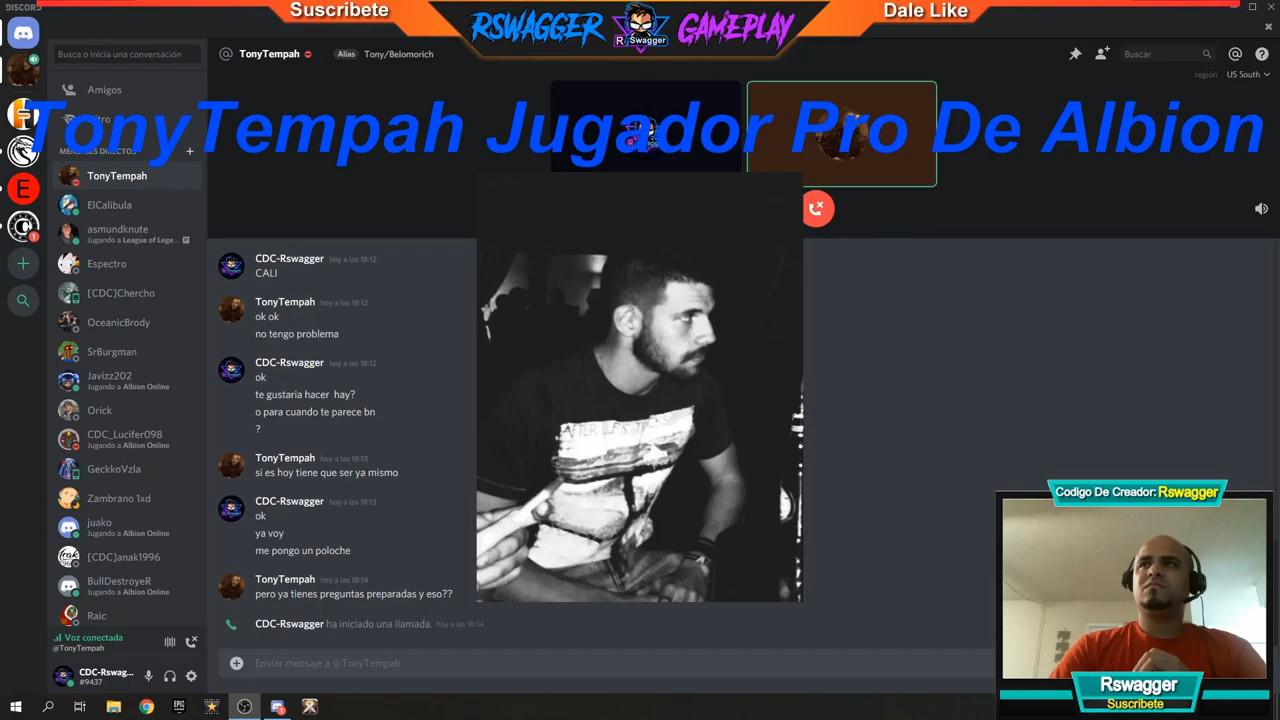 DISCORD
Suscribete
RSWAGGER
R/Swagger
GAMEPLAY
Dale Like
Busca o inicia una conversación
TonyTempah
Alias
Tony/Belomorich
Buscar
región
US South
Amigos
TonyTempah Jugador Pro De Albion
MENSAJES DIRECTOS
TonyTempah
ElCalibula
asmundknute
Jugando a League of Lege...
Espectro
[CDC]Chercho
OceanicBrody
SrBurgman
Javizz202
Jugando a Albion Online
Orick
CDC_Lucifer098
Jugando a Albion Online
GeckkoVzla
Zambrano 1xd
juako
Jugando a Albion Online
[CDC]anak1996
BullDestroyeR
Jugando a Albion Online
Raic
Voz conectada
@TonyTempah
CDC-Rswag...
#9437
CDC-Rswagger hoy a las 18:12
CALI
TonyTempah hoy a las 18:12
ok ok
no tengo problema
CDC-Rswagger hoy a las 18:12
ok
te gustaria hacer hay?
o para cuando te parece bn
?
TonyTempah hoy a las 18:13
si es hoy tiene que ser ya mismo
CDC-Rswagger hoy a las 18:13
ok
ya voy
me pongo un poloche
TonyTempah hoy a las 18:14
pero ya tienes preguntas preparadas y eso??
CDC-Rswagger ha iniciado una llamada. hoy a las 18:14
Enviar mensaje a @TonyTempah
Codigo De Creador: Rswagger
Rswagger
Suscribete
EPIC